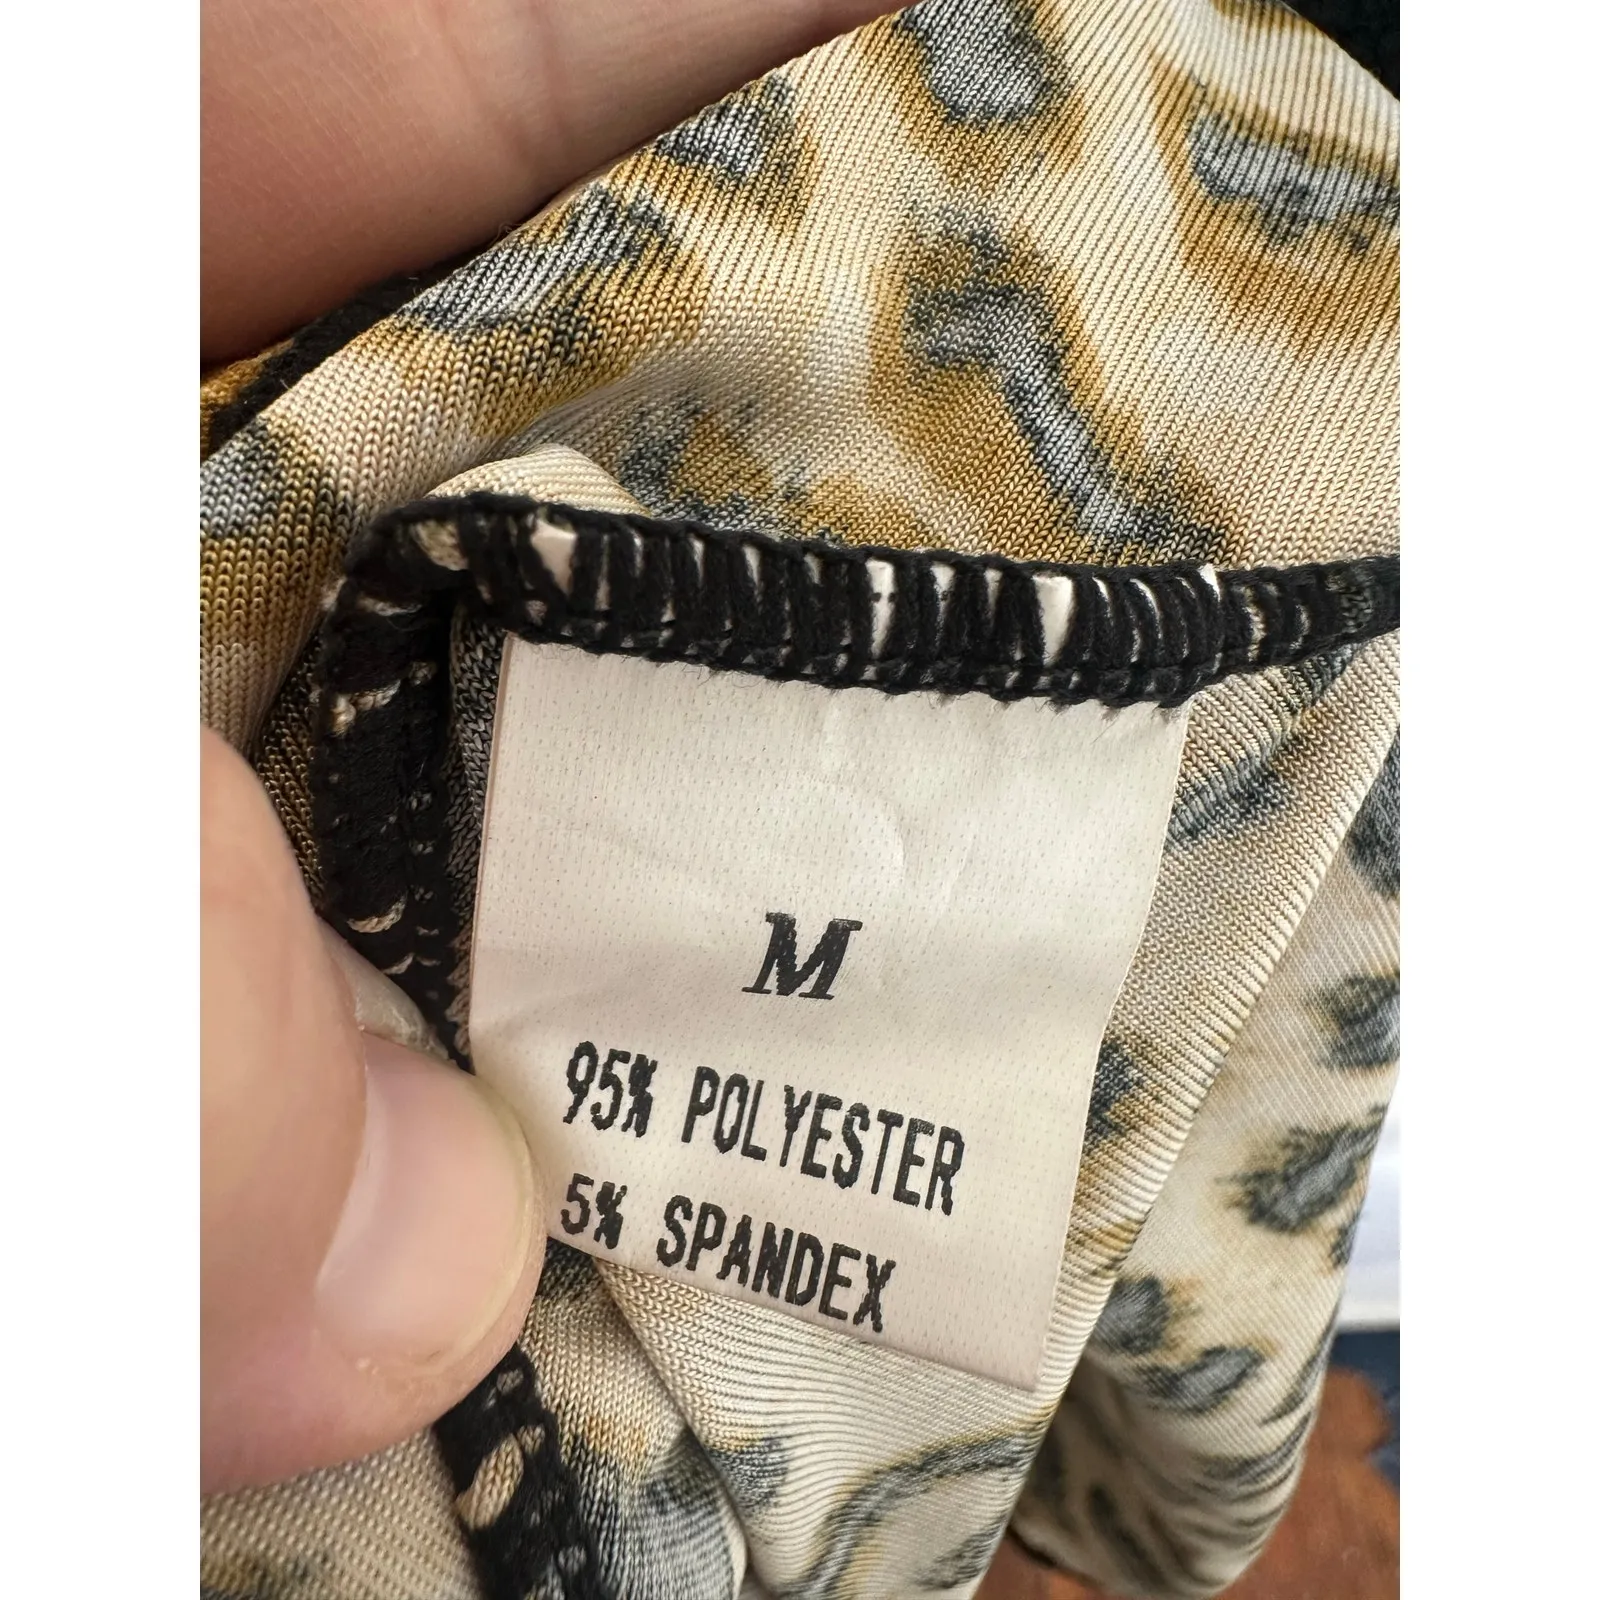 M
95% POLYESTER
5% SPANDEX